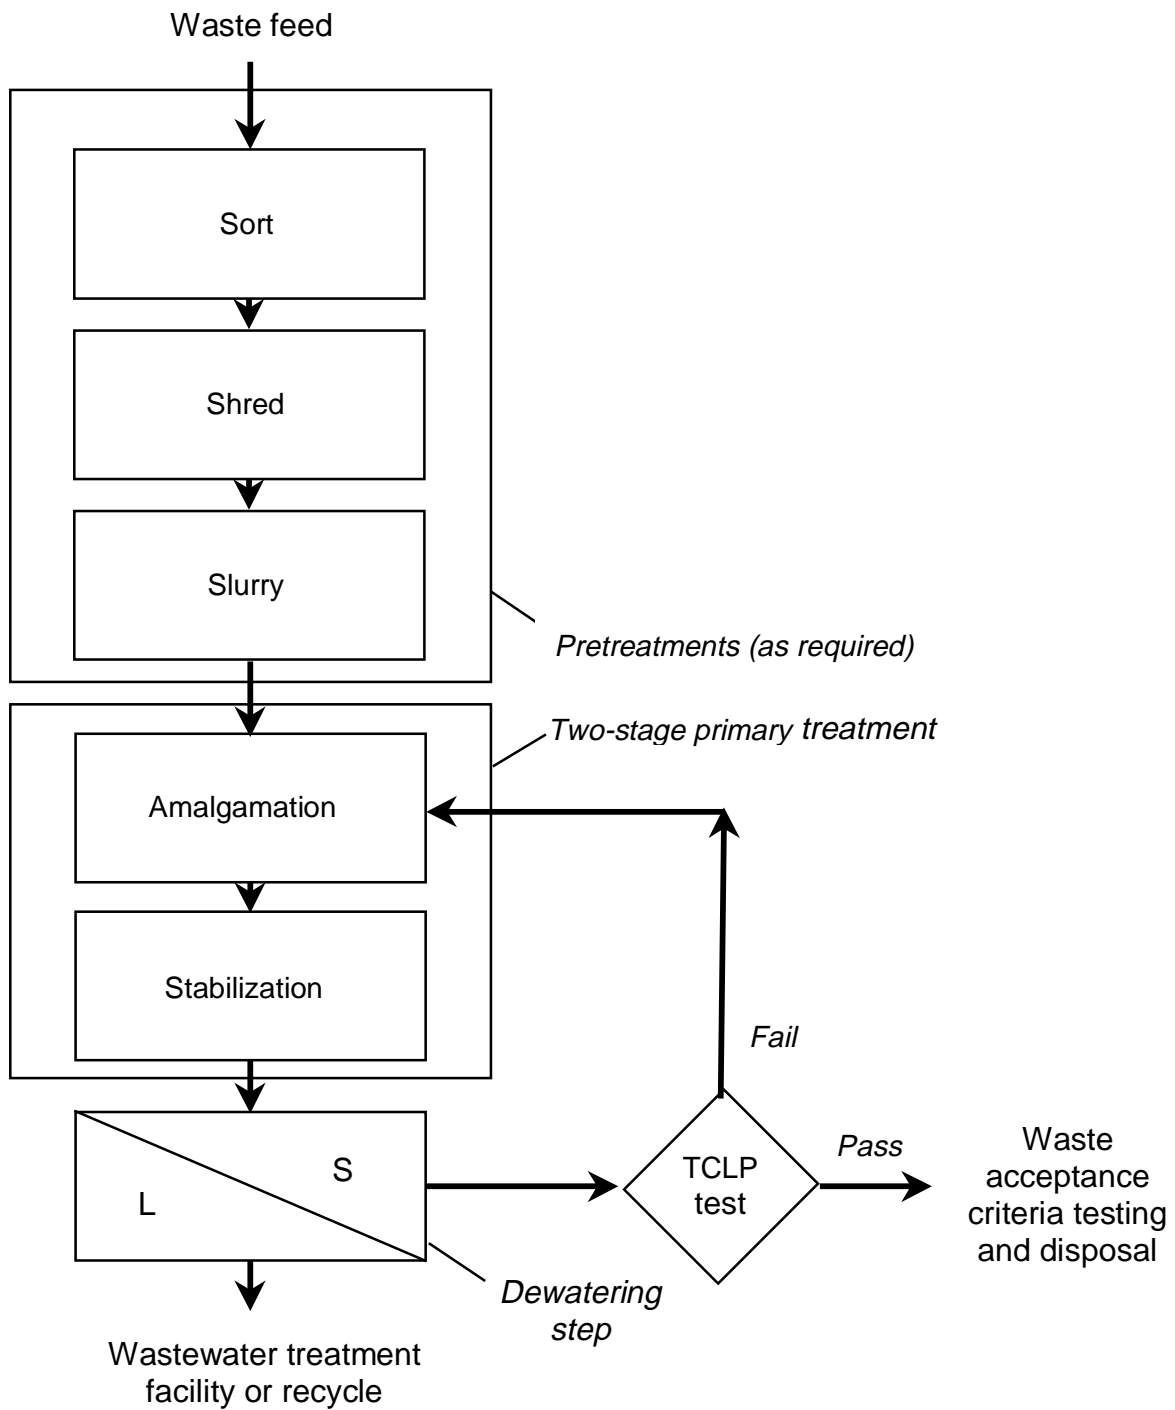 Waste feed
Sort
Shred
Slurry
Pretreatments (as required)
Two-stage primary treatment
Amalgamation
Stabilization
Fail
Pass
TCLP
test
Waste
acceptance
criteria testing
and disposal
S
L
Dewatering
step
Wastewater treatment
facility or recycle